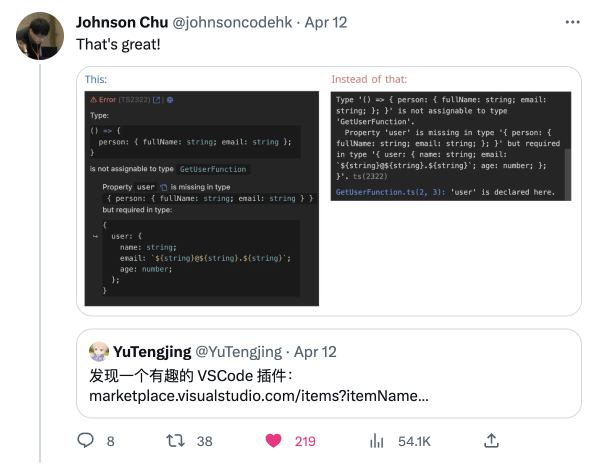 Johnson Chu @johnsoncodehk · Apr 12
That's great!
This:
Error (TS2322) |
Type:
() => {
person: { fullName: string; email: string };
}
is not assignable to type GetUserFunction
Property user is missing in type
{ person: { fullName: string; email: string } }
but required in type:
{
user: {
name: string;
email: `${string}@${string}.${string}`;
age: number;
};
}
Instead of that:
Type '() => { person: { fullName: string; email:
string; }; }' is not assignable to type
'GetUserFunction'.
Property 'user' is missing in type '{ person: {
fullName: string; email: string; }; }' but required
in type '{ user: { name: string; email:
`${string}@${string}.${string}`; age: number; };
}'. ts(2322)
GetUserFunction.ts(2, 3): 'user' is declared here.
YuTengjing @YuTengjing · Apr 12
发现一个有趣的 VSCode 插件：
marketplace.visualstudio.com/items?itemName...
8 38 219 54.1K